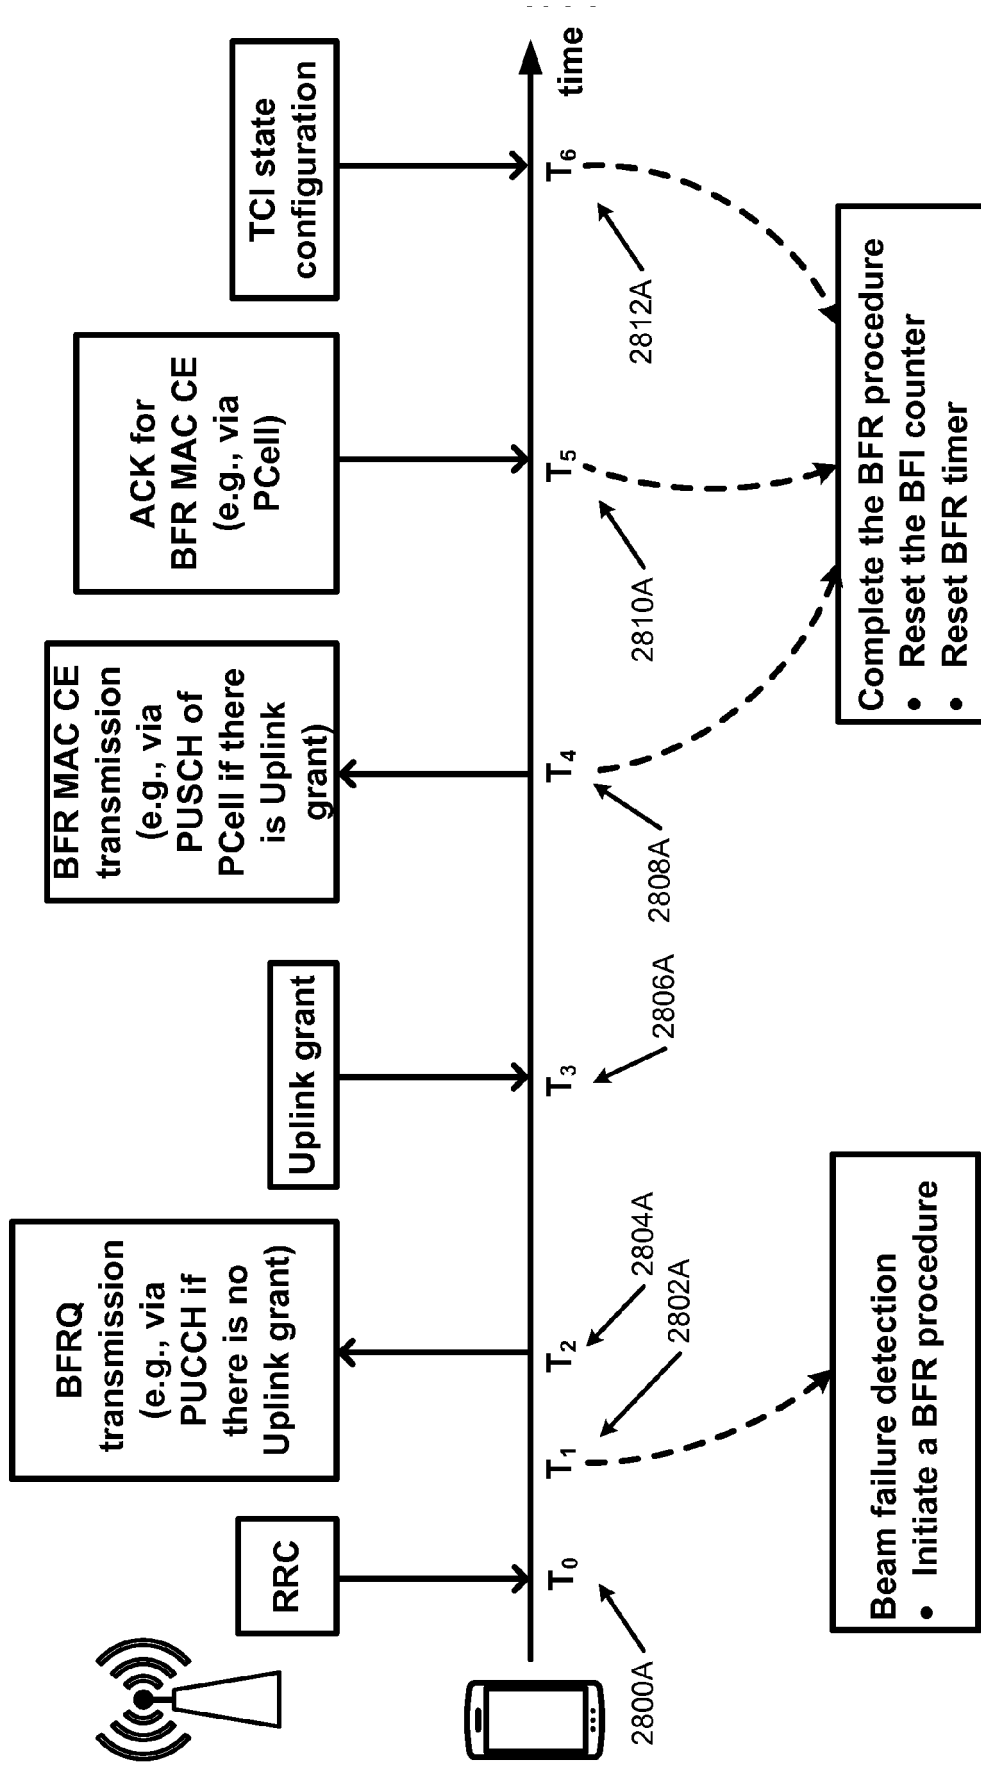 RRC
BFRQ
transmission
(e.g., via
PUCCH if
there is no
Uplink grant)
Uplink grant
BFR MAC CE
transmission
(e.g., via
PUSCH of
PCell if there
is Uplink
grant)
ACK for
BFR MAC CE
(e.g., via
PCell)
TCI state
configuration
T0
T1
T2
T3
T4
T5
T6
time
2800A
2802A
2804A
2806A
2808A
2810A
2812A
Beam failure detection
• Initiate a BFR procedure
Complete the BFR procedure
• Reset the BFI counter
• Reset BFR timer